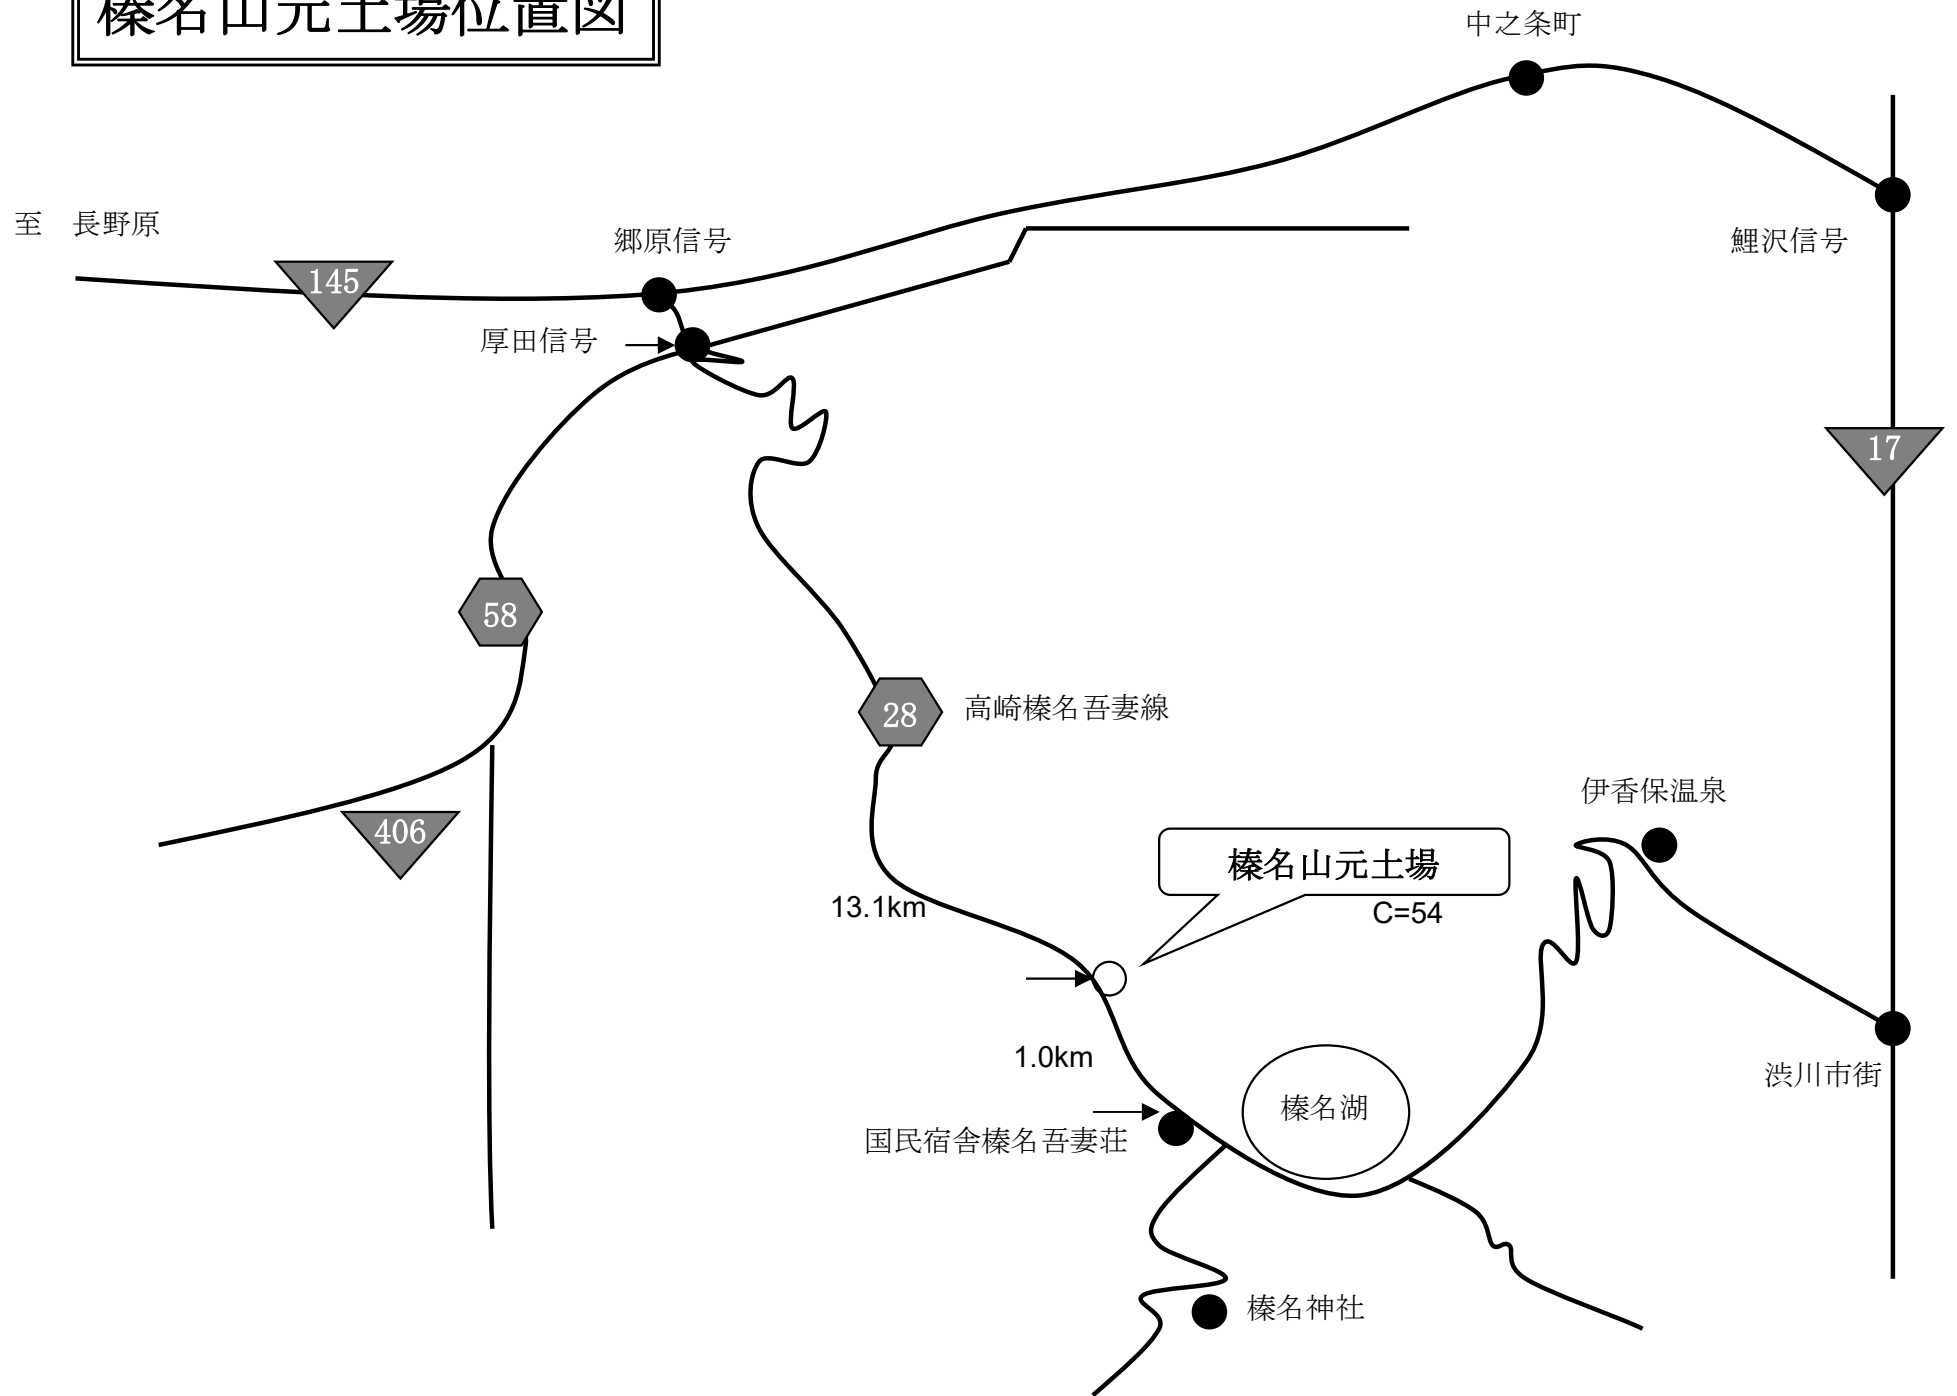 榛名山元土場位置図
中之条町
至　長野原
郷原信号
鯉沢信号
145
厚田信号
17
58
28
高崎榛名吾妻線
伊香保温泉
406
榛名山元土場
13.1km
C=54
1.0km
渋川市街
榛名湖
国民宿舎榛名吾妻荘
榛名神社